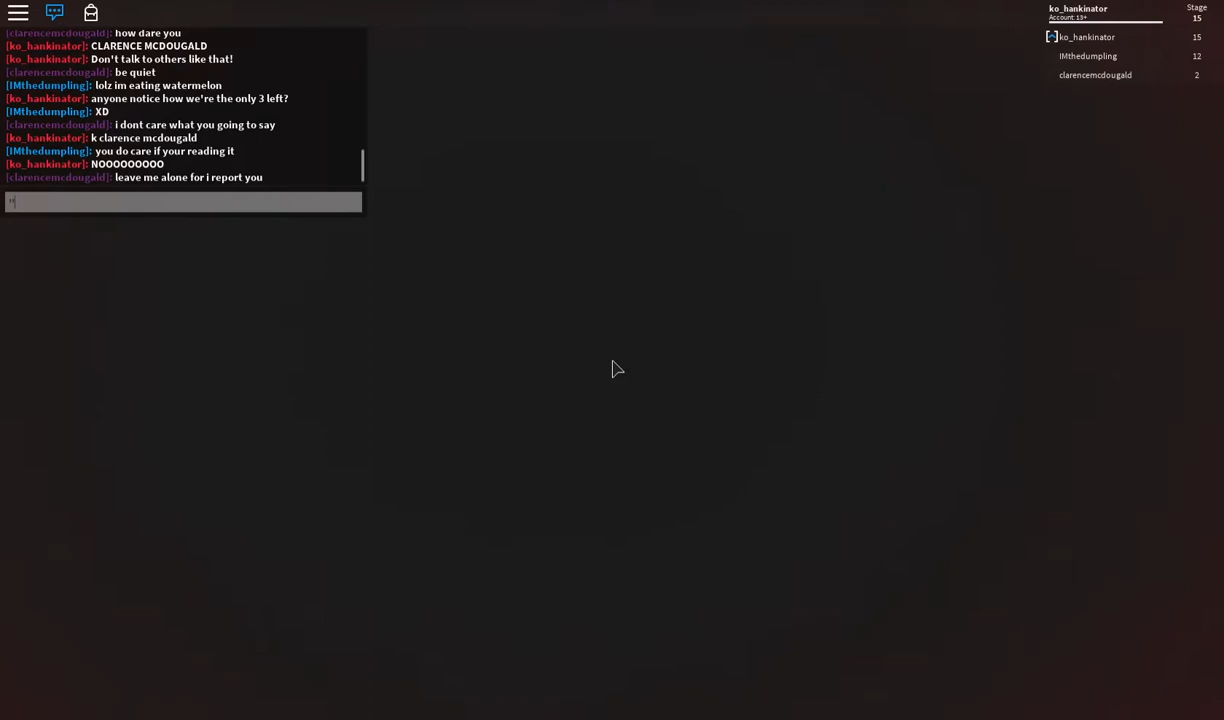 [clarencemcdougald]: how dare you
[ko_hankinator]: CLARENCE MCDOUGALD
[ko_hankinator]: Don't talk to others like that!
[clarencemcdougald]: be quiet
[IMthedumpling]: lolz im eating watermelon
[ko_hankinator]: anyone notice how we're the only 3 left?
[IMthedumpling]: XD
[clarencemcdougald]: i dont care what you going to say
[ko_hankinator]: k clarence mcdougald
[IMthedumpling]: you do care if your reading it
[ko_hankinator]: NOOOOOOOOO
[clarencemcdougald]: leave me alone for i report you
"
ko_hankinator Stage
Account: 13+ 15
ko_hankinator 15
IMthedumpling 12
clarencemcdougald 2